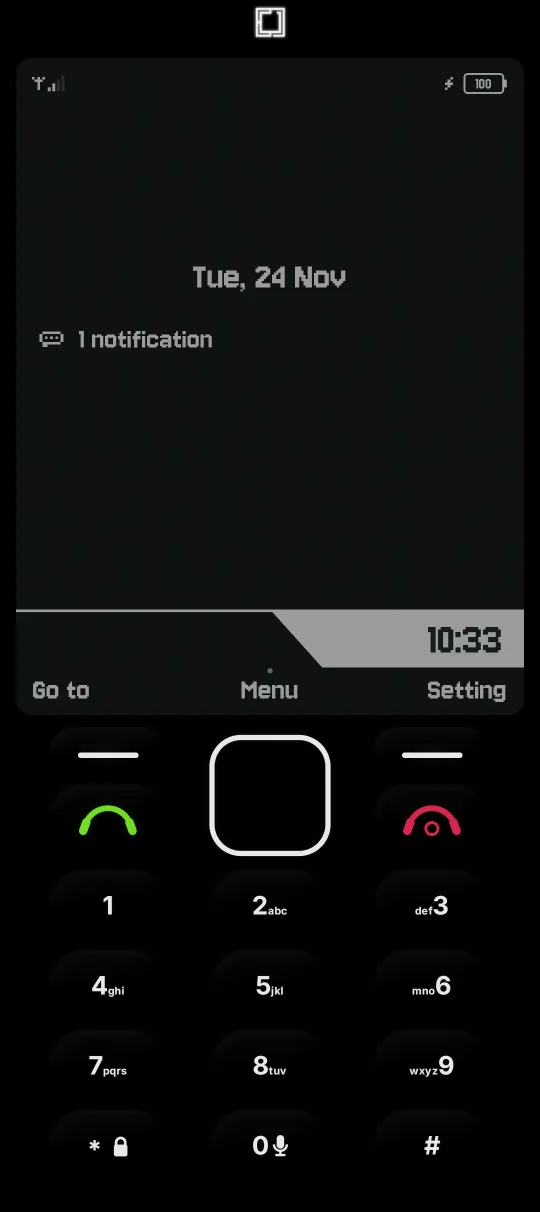 100
Tue, 24 Nov
1 notification
10:33
Go to Menu Setting
1 2abc def3
4ghi 5jkl mno6
7pqrs 8tuv wxyz9
* 0 #